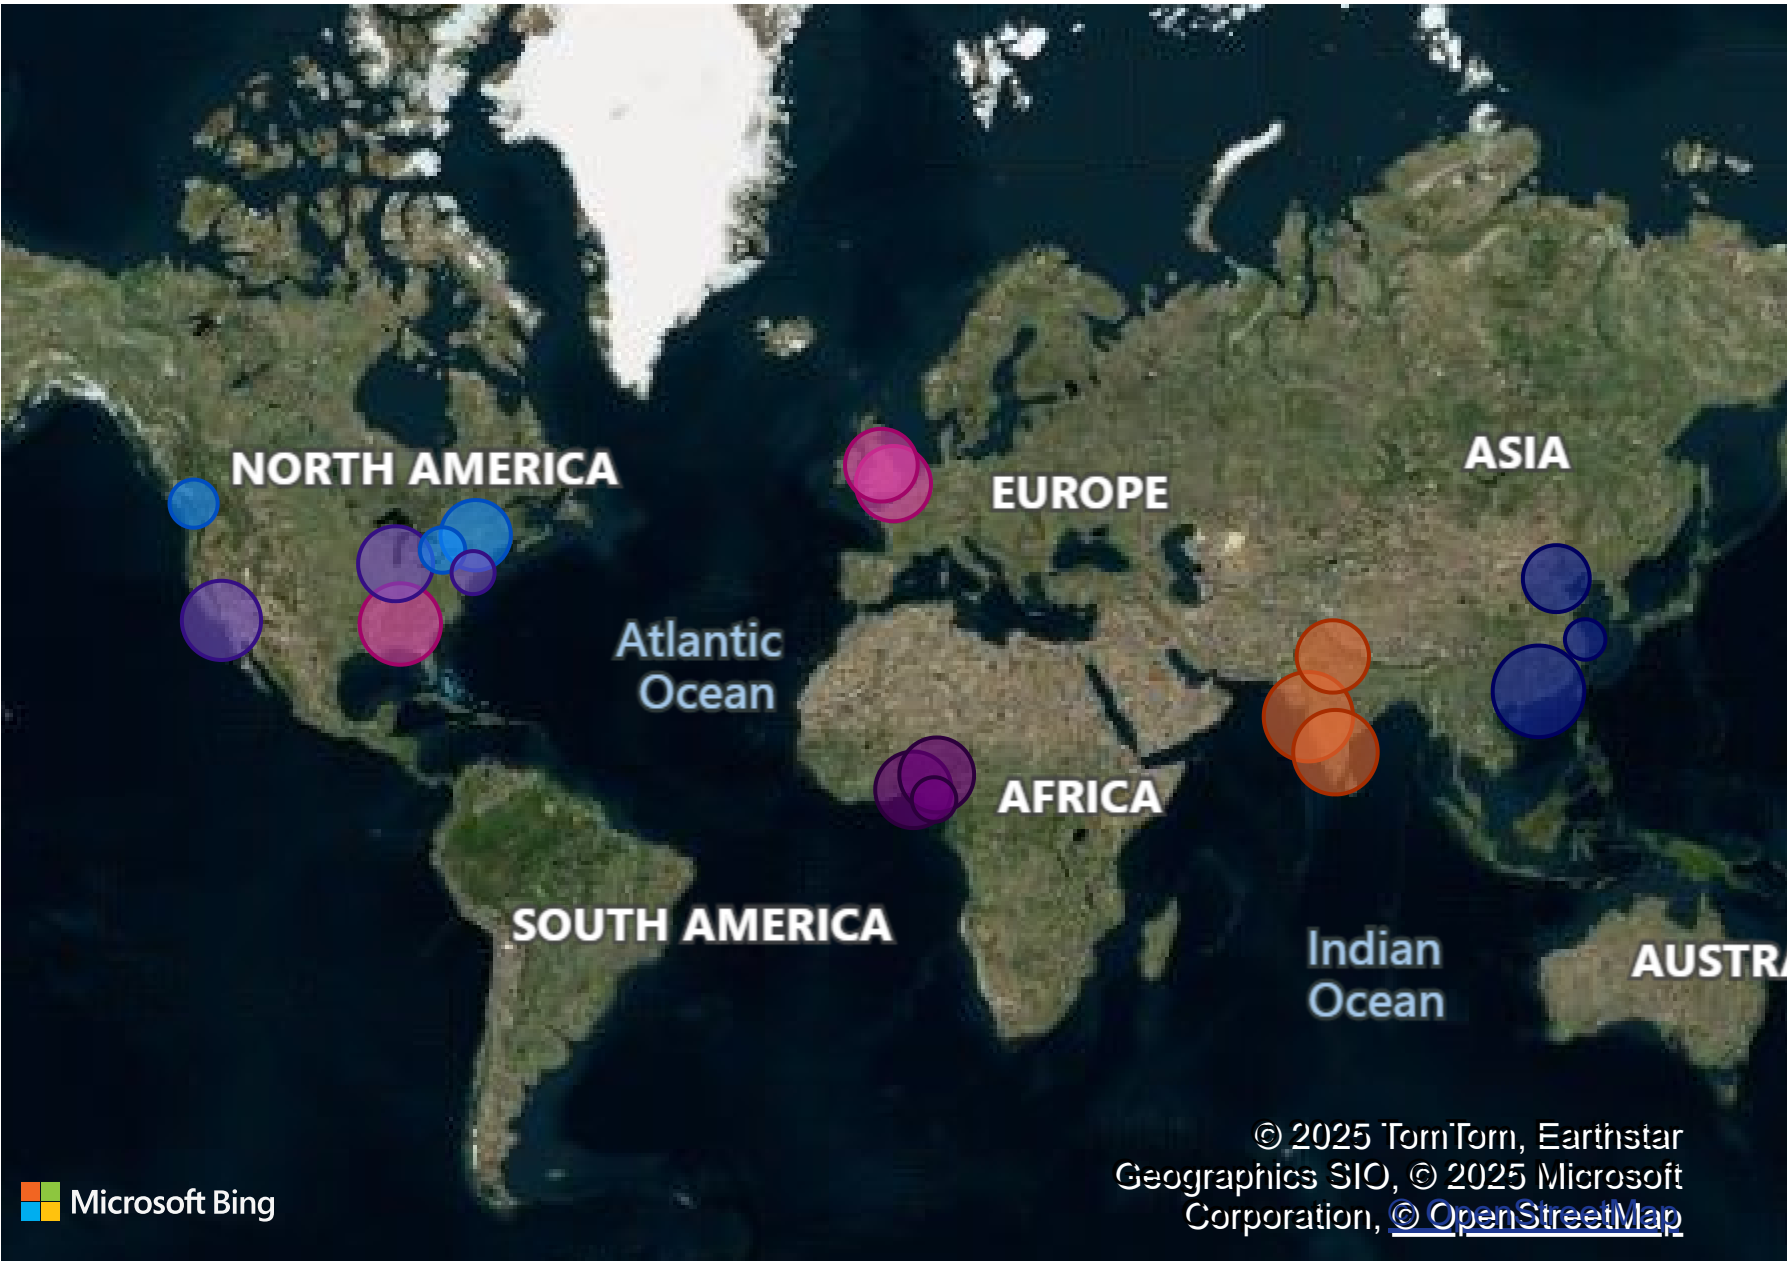 NORTH AMERICA
ASIA
EUROPE
Atlantic
Ocean
AFRICA
SOUTH AMERICA
Indian
Ocean
AUSTRA
© 2025 TomTom, Earthstar
Geographics SIO, © 2025 Microsoft
Corporation, © OpenStreetMap
Microsoft Bing